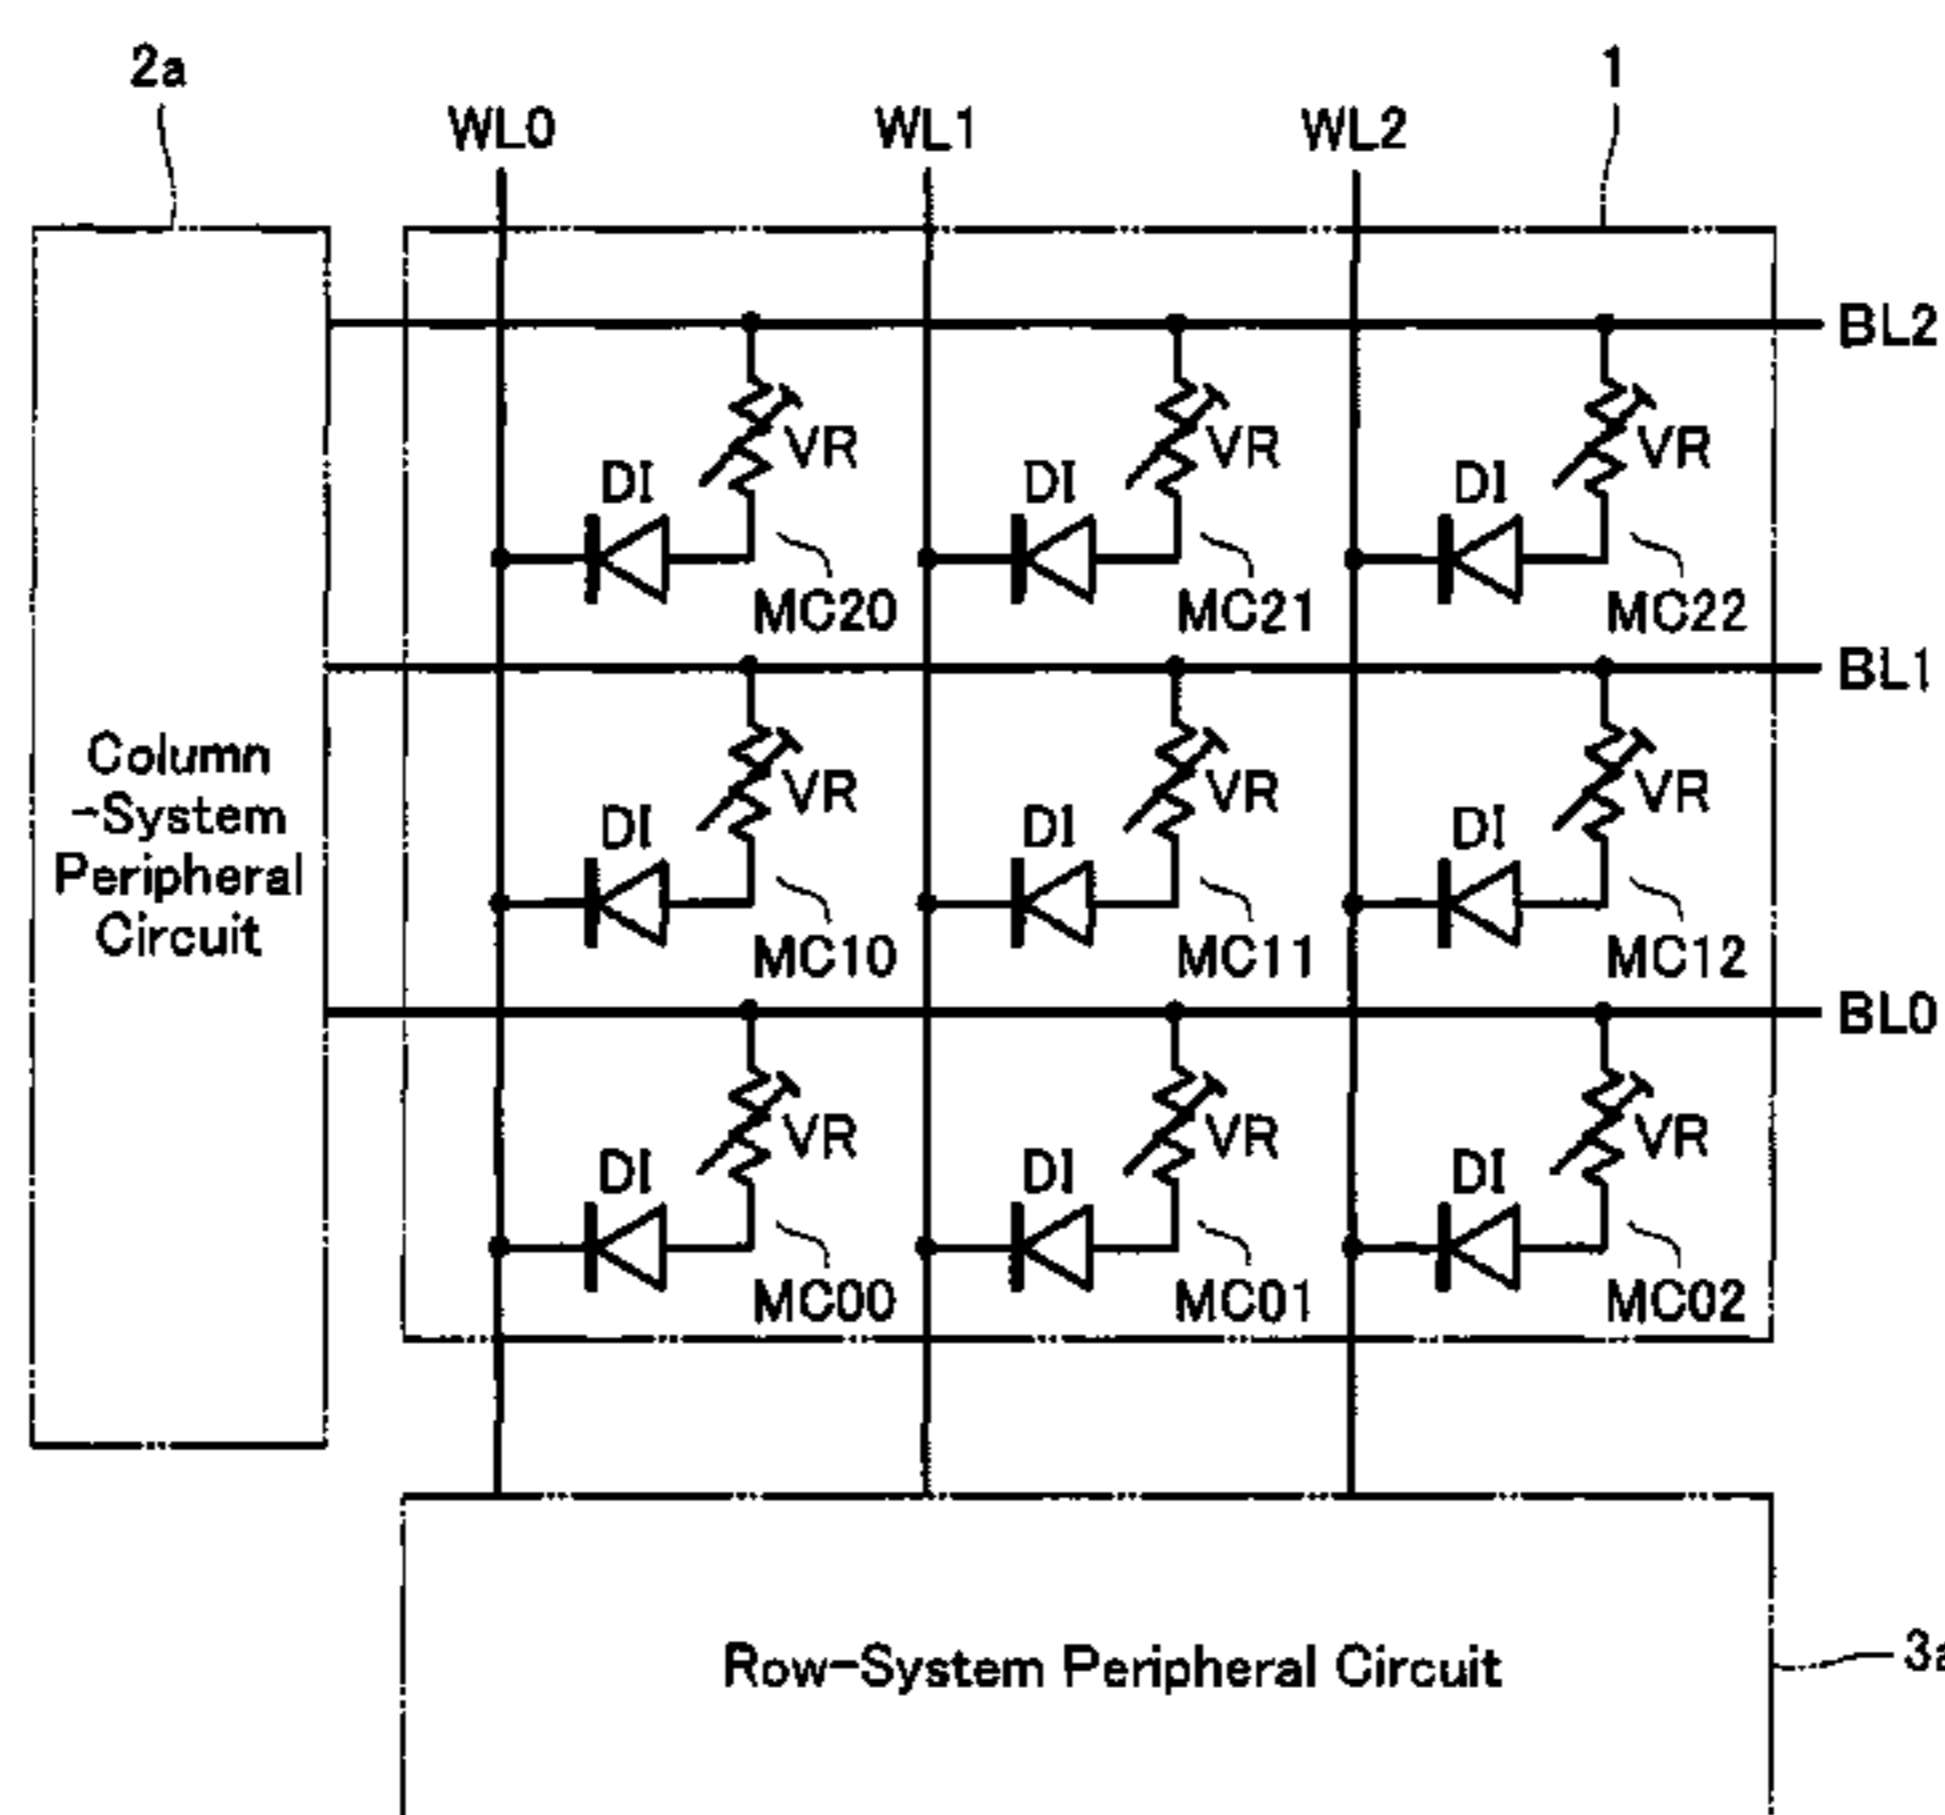 2a
1
WL0 WL1 WL2
BL2
VR VR VR
DI DI DI
MC20 MC21 MC22
BL1
Column
-System
Peripheral
Circuit
VR VR VR
DI DI DI
MC10 MC11 MC12
BL0
VR VR VR
DI DI DI
MC00 MC01 MC02
Row-System Peripheral Circuit
3a